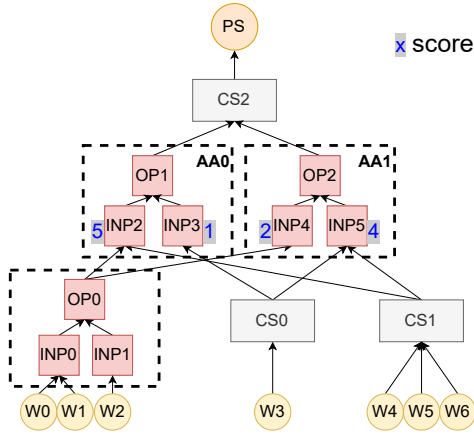 PS
x score
CS2
AA0
AA1
OP1
OP2
5
INP2
INP3
1
2
INP4
INP5
4
OP0
CS0
CS1
INP0
INP1
W0
W1
W2
W3
W4
W5
W6